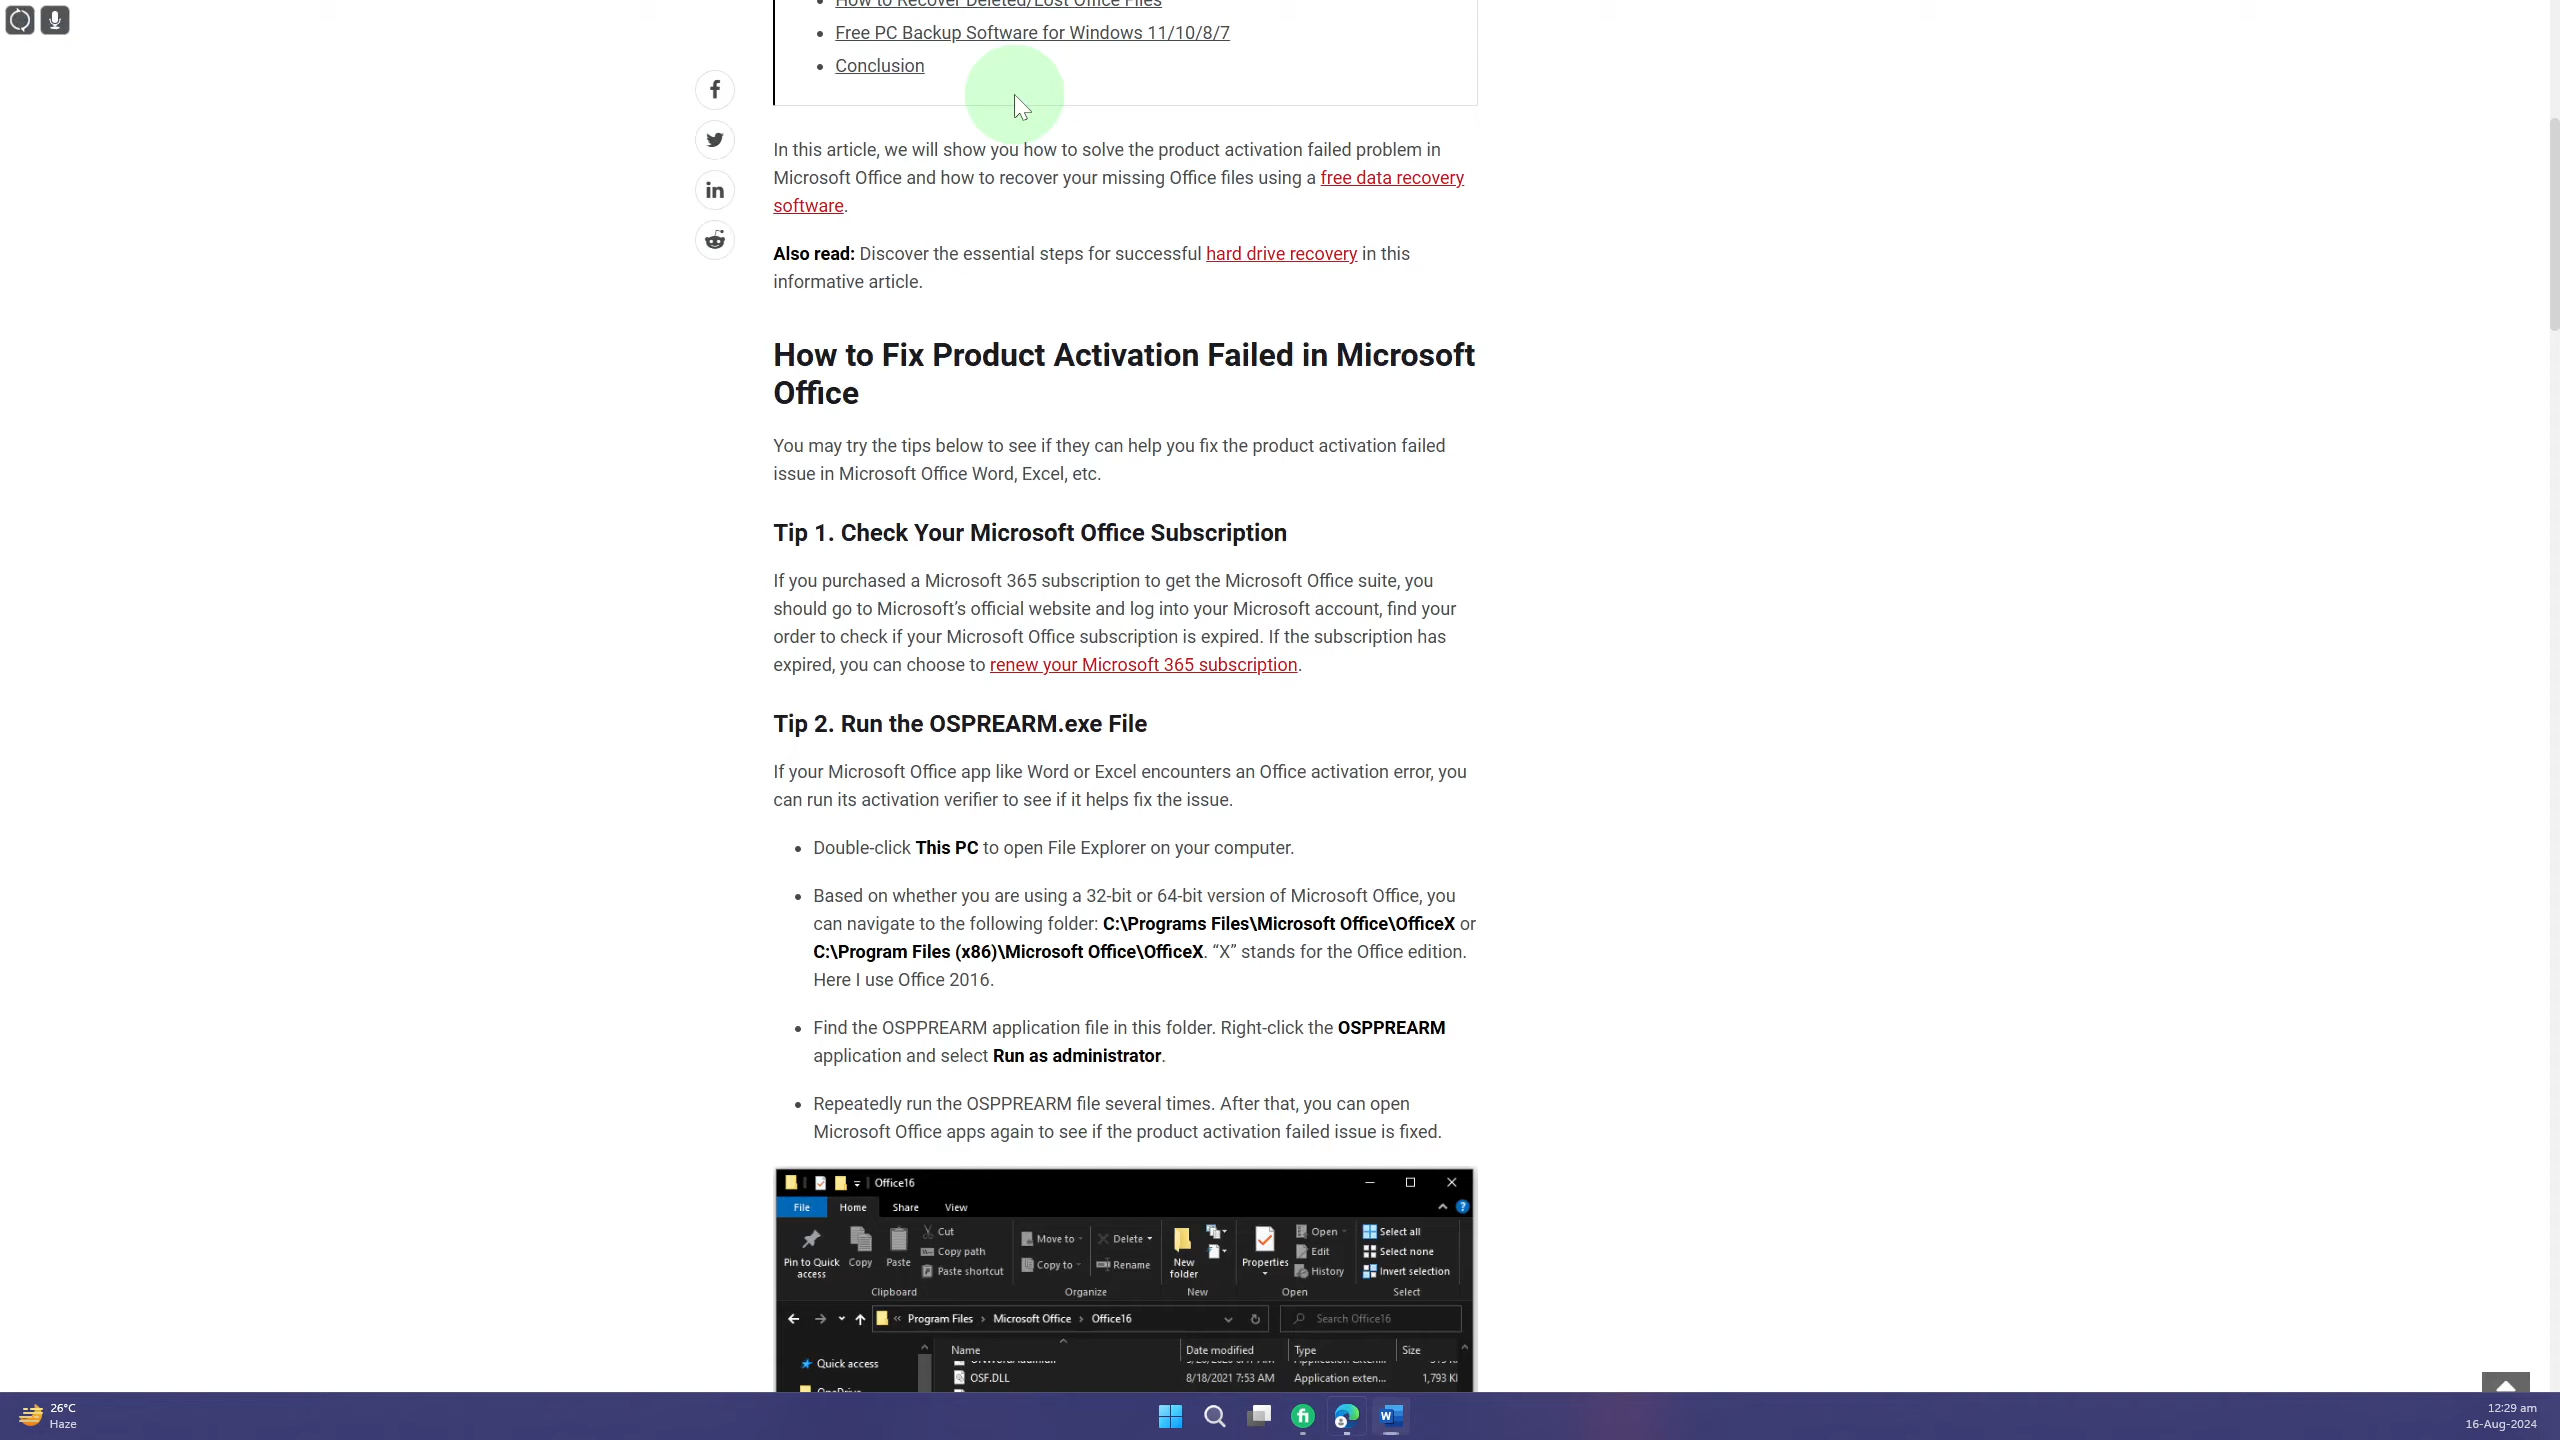 How to Recover Deleted/Lost Office Files
Free PC Backup Software for Windows 11/10/8/7
Conclusion
In this article, we will show you how to solve the product activation failed problem in
Microsoft Office and how to recover your missing Office files using a free data recovery
software.
Also read: Discover the essential steps for successful hard drive recovery in this
informative article.
How to Fix Product Activation Failed in Microsoft
Office
You may try the tips below to see if they can help you fix the product activation failed
issue in Microsoft Office Word, Excel, etc.
Tip 1. Check Your Microsoft Office Subscription
If you purchased a Microsoft 365 subscription to get the Microsoft Office suite, you
should go to Microsoft’s official website and log into your Microsoft account, find your
order to check if your Microsoft Office subscription is expired. If the subscription has
expired, you can choose to renew your Microsoft 365 subscription.
Tip 2. Run the OSPREARM.exe File
If your Microsoft Office app like Word or Excel encounters an Office activation error, you
can run its activation verifier to see if it helps fix the issue.
Double-click This PC to open File Explorer on your computer.
Based on whether you are using a 32-bit or 64-bit version of Microsoft Office, you
can navigate to the following folder: C:\Programs Files\Microsoft Office\OfficeX or
C:\Program Files (x86)\Microsoft Office\OfficeX. “X” stands for the Office edition.
Here I use Office 2016.
Find the OSPPREARM application file in this folder. Right-click the OSPPREARM
application and select Run as administrator.
Repeatedly run the OSPPREARM file several times. After that, you can open
Microsoft Office apps again to see if the product activation failed issue is fixed.
Office16
File Home Share View
Pin to Quick access
Copy
Paste
Cut
Copy path
Paste shortcut
Move to
Copy to
Delete
Rename
New folder
Properties
Open
Edit
History
Select all
Select none
Invert selection
Clipboard Organize New Open Select
Program Files Microsoft Office Office16 Search Office16
Name Date modified Type Size
Quick access
OSF.DLL 8/18/2021 7:53 AM Application exten... 1,793 K
26°C
Haze
12:29 am
16-Aug-2024